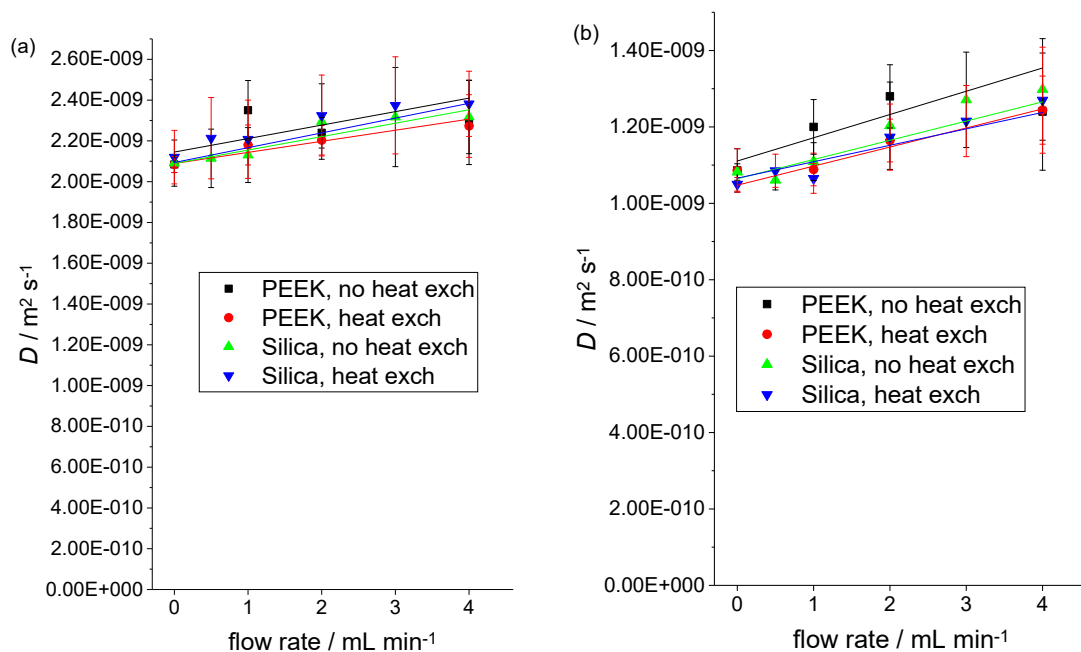 (a)
2.60E-009
2.40E-009
2.20E-009
2.00E-009
1.80E-009
1.60E-009
1.40E-009
1.20E-009
1.00E-009
8.00E-010
6.00E-010
4.00E-010
2.00E-010
0.00E+000
D / m² s⁻¹
PEEK, no heat exch
PEEK, heat exch
Silica, no heat exch
Silica, heat exch
0 1 2 3 4
flow rate / mL min⁻¹
(b)
1.40E-009
1.20E-009
1.00E-009
8.00E-010
6.00E-010
4.00E-010
2.00E-010
0.00E+000
D / m² s⁻¹
PEEK, no heat exch
PEEK, heat exch
Silica, no heat exch
Silica, heat exch
0 1 2 3 4
flow rate / mL min⁻¹